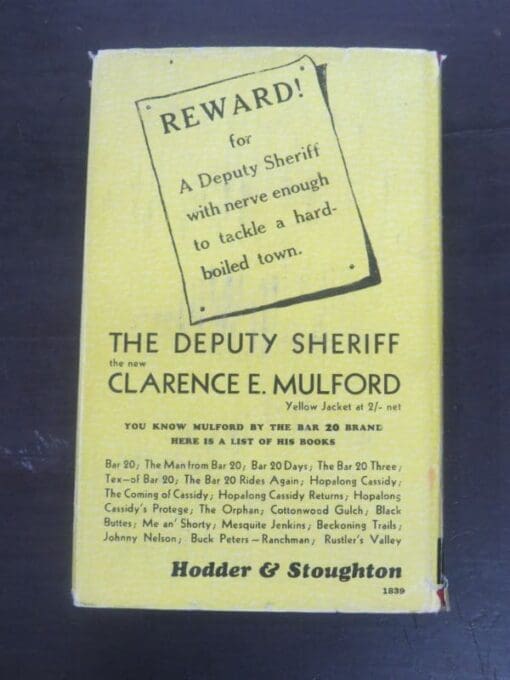 REWARD!
for
A Deputy Sheriff
with nerve enough
to tackle a hard-
boiled town.
THE DEPUTY SHERIFF
the new
CLARENCE E. MULFORD
Yellow Jacket at 2/- net
YOU KNOW MULFORD BY THE BAR 20 BRAND
HERE IS A LIST OF HIS BOOKS
Bar 20; The Man from Bar 20; Bar 20 Days; The Bar 20 Three;
Tex—of Bar 20; The Bar 20 Rides Again; Hopalong Cassidy;
The Coming of Cassidy; Hopalong Cassidy Returns; Hopalong
Cassidy's Protege; The Orphan; Cottonwood Gulch; Black
Buttes; Me an' Shorty; Mesquite Jenkins; Beckoning Trails;
Johnny Nelson; Buck Peters—Ranchman; Rustler's Valley
Hodder & Stoughton
1839